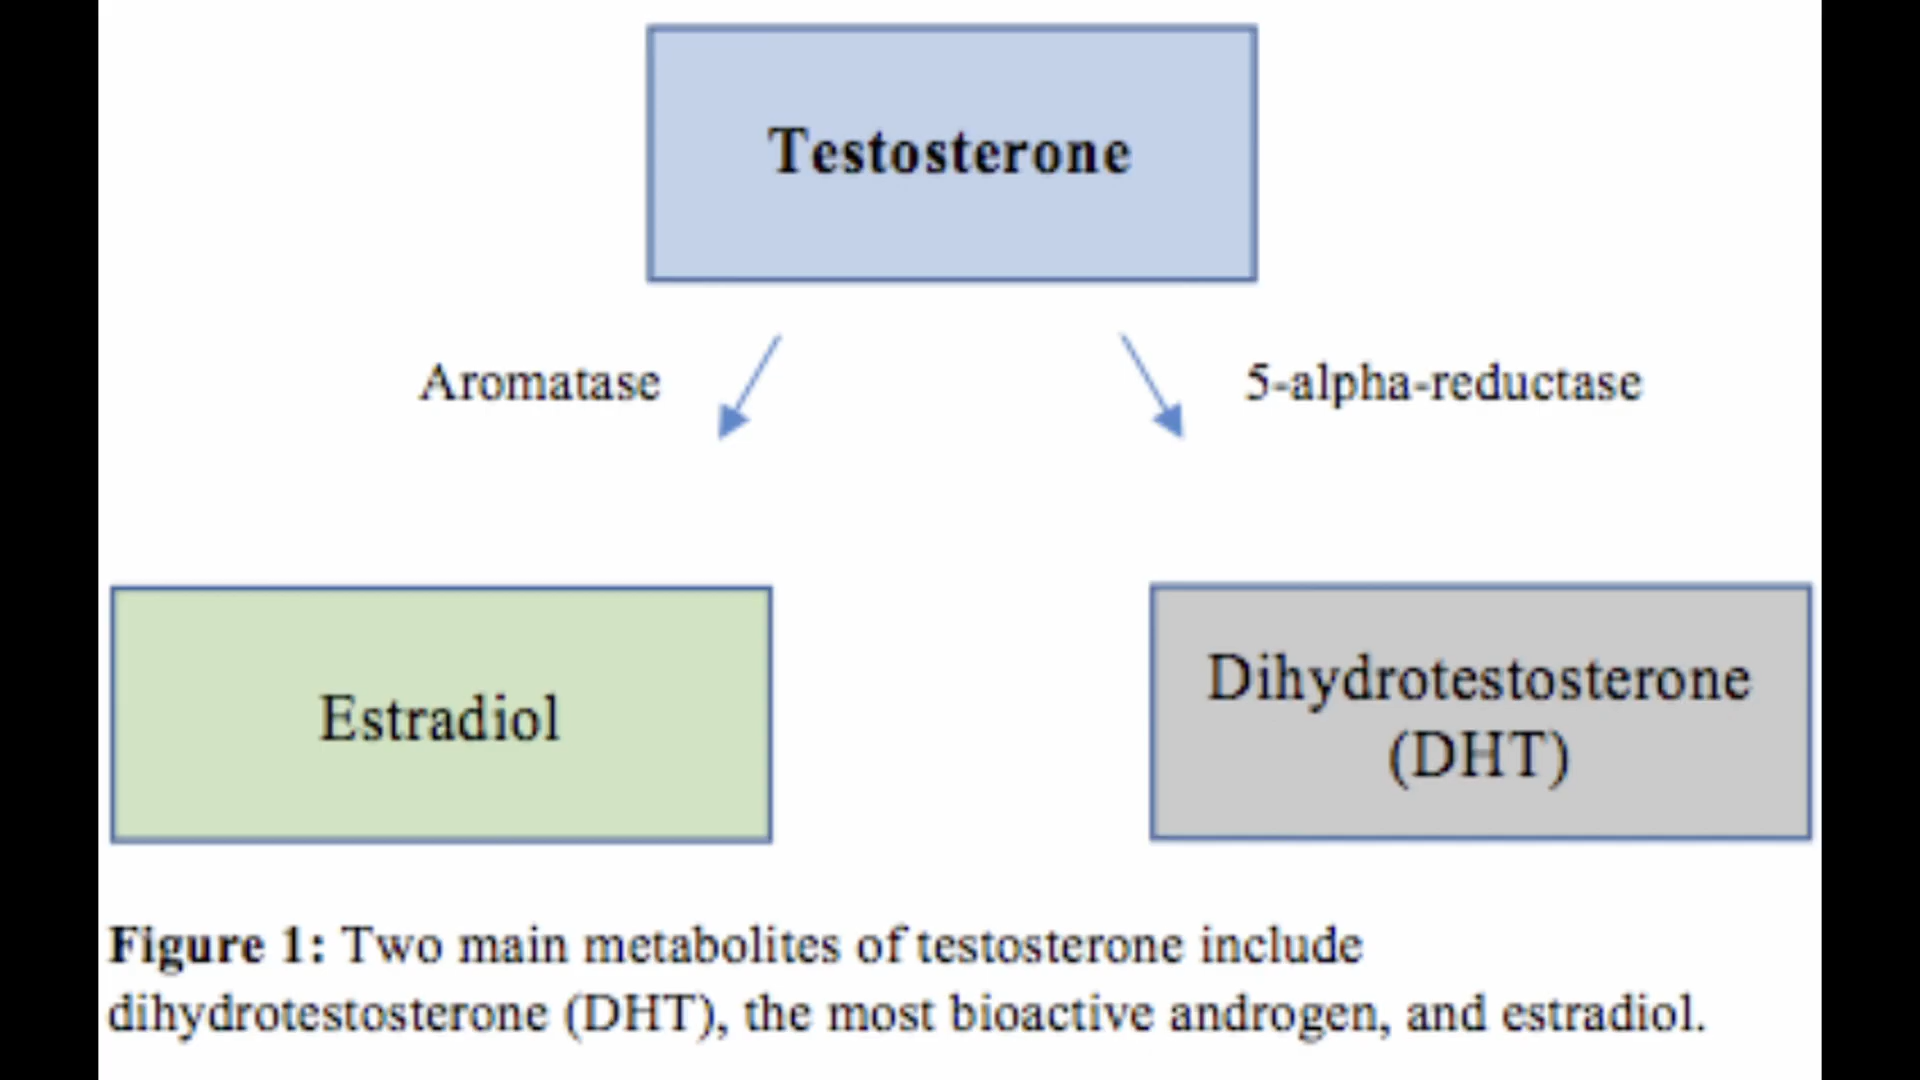 Testosterone
Aromatase
5-alpha-reductase
Estradiol
Dihydrotestosterone
(DHT)
Figure 1: Two main metabolites of testosterone include
dihydrotestosterone (DHT), the most bioactive androgen, and estradiol.